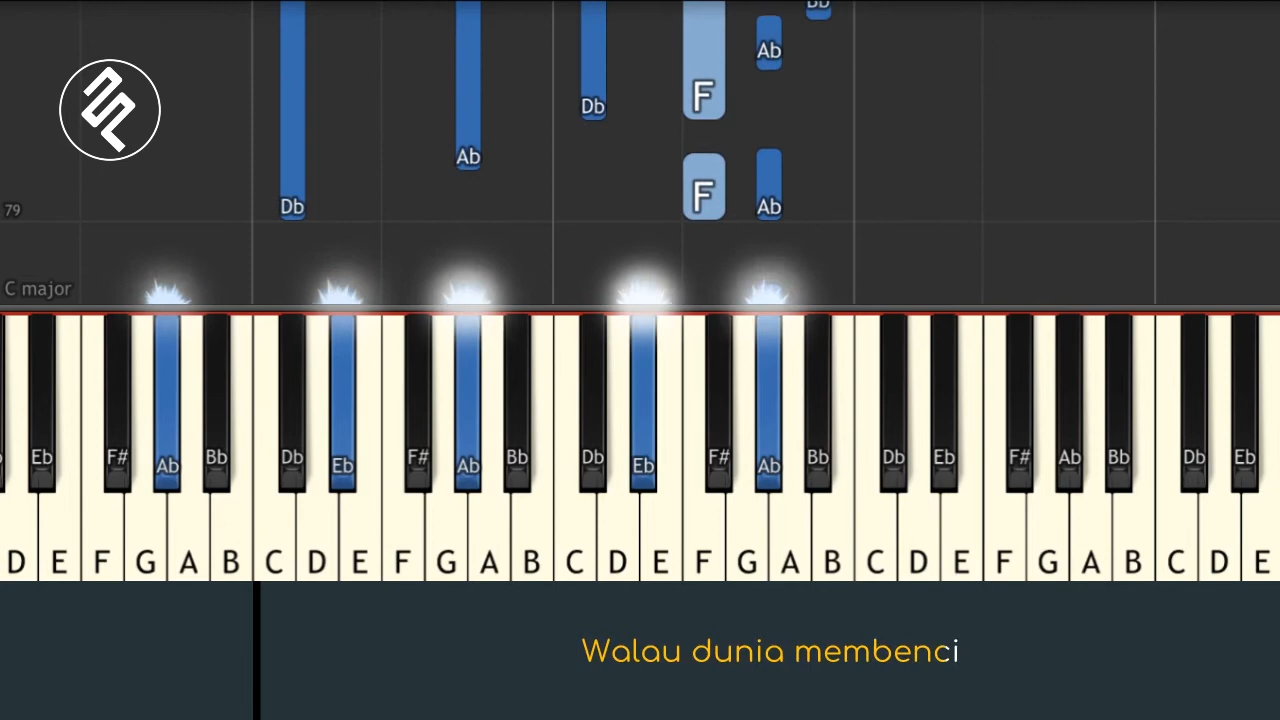 Bb
Ab
F
Db
Ab
F
Ab
Db
79
C major
Eb F# Ab Bb Db Eb F# Ab Bb Db Eb F# Ab Bb Db Eb F# Ab Bb Db Eb
D E F G A B C D E F G A B C D E F G A B C D E F G A B C D E
Walau dunia membenci